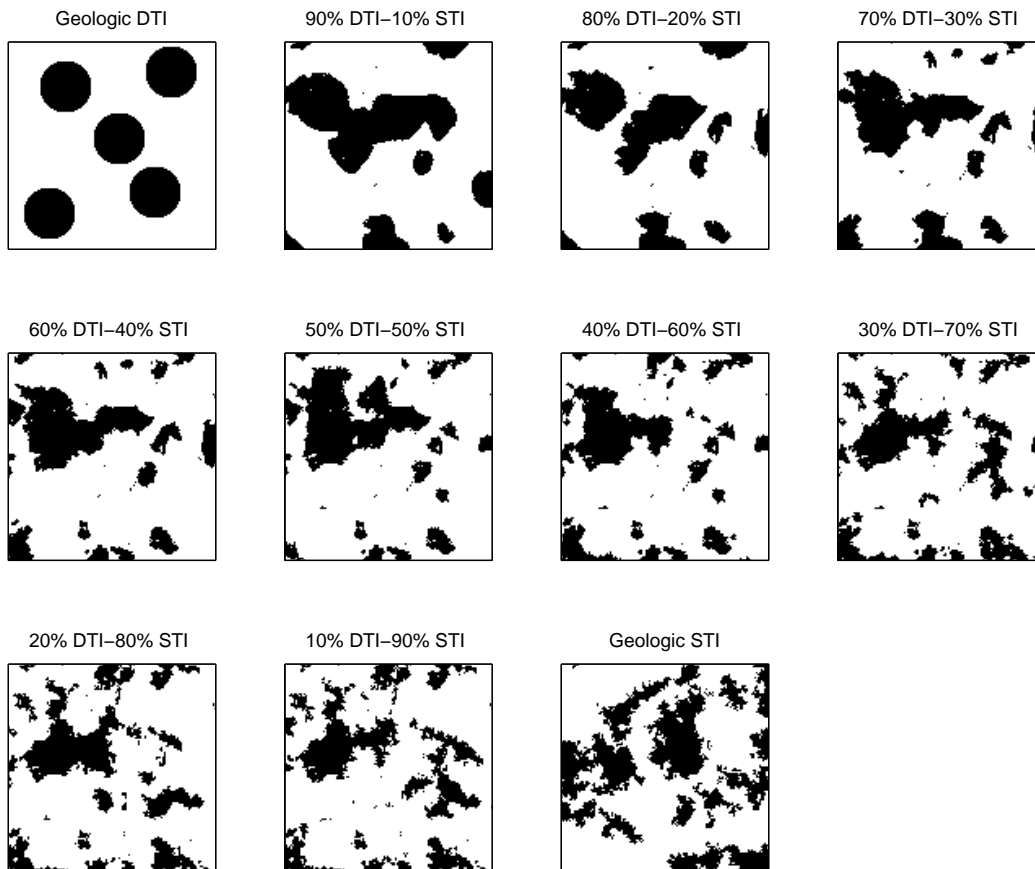 Geologic DTI
90% DTI−10% STI
80% DTI−20% STI
70% DTI−30% STI
60% DTI−40% STI
50% DTI−50% STI
40% DTI−60% STI
30% DTI−70% STI
20% DTI−80% STI
10% DTI−90% STI
Geologic STI